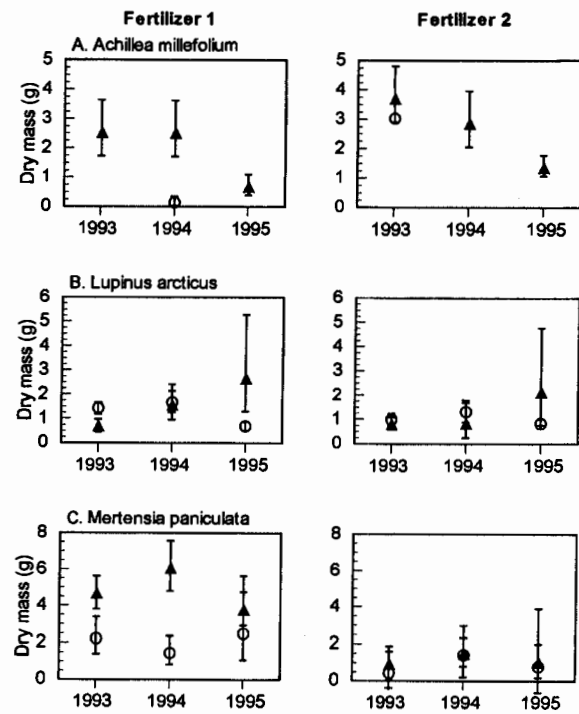 Fertilizer 1
Fertilizer 2
A. Achillea millefolium
Dry mass (g)
5
4
3
2
1
0
1993 1994 1995
5
4
3
2
1
0
1993 1994 1995
B. Lupinus arcticus
Dry mass (g)
6
5
4
3
2
1
0
1993 1994 1995
6
5
4
3
2
1
0
1993 1994 1995
C. Mertensia paniculata
Dry mass (g)
8
6
4
2
0
1993 1994 1995
8
6
4
2
0
1993 1994 1995